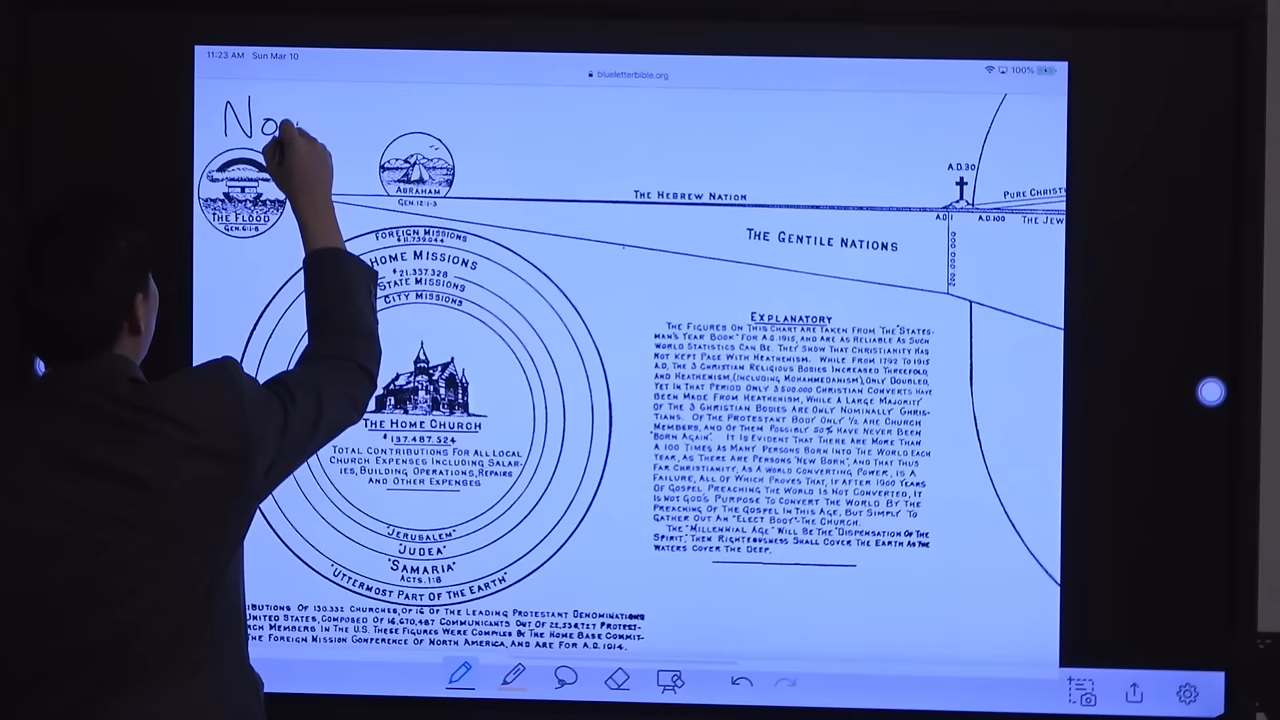 11:23 AM Sun Mar 10
blueletterbible.org
100%
No
THE FLOOD
GEN. 6:1-8
ABRAHAM
GEN. 12:1-3
THE HEBREW NATION
A.D.30
PURE CHRISTI
A.D
A.D.100
THE JEW
THE GENTILE NATIONS
200,000,000
FOREIGN MISSIONS
$11,759,044
HOME MISSIONS
$21,357,328
STATE MISSIONS
CITY MISSIONS
THE HOME CHURCH
$137,487,524
TOTAL CONTRIBUTIONS FOR ALL LOCAL
CHURCH EXPENSES INCLUDING SALAR-
IES, BUILDING OPERATIONS, REPAIRS
AND OTHER EXPENSES
"JERUSALEM"
"JUDEA"
"SAMARIA"
ACTS. 1:8
"UTTERMOST PART OF THE EARTH"
IBUTIONS OF 130,332 CHURCHES, OF 16 OF THE LEADING PROTESTANT DENOMINATIONS
UNITED STATES, COMPOSED OF 16,670,487 COMMUNICANTS OUT OF 22,538,727 PROTEST-
RCH MEMBERS IN THE U.S. THESE FIGURES WERE COMPILED BY THE HOME BASE COMMIT-
THE FOREIGN MISSION CONFERENCE OF NORTH AMERICA, AND ARE FOR A.D. 1914.
EXPLANATORY
THE FIGURES ON THIS CHART ARE TAKEN FROM THE "STATES-
MAN'S YEAR BOOK" FOR A.D. 1915, AND ARE AS RELIABLE AS SUCH
WORLD STATISTICS CAN BE. THEY SHOW THAT CHRISTIANITY HAS
NOT KEPT PACE WITH HEATHENISM. WHILE FROM 1792 TO 1915
A.D. THE 3 CHRISTIAN RELIGIOUS BODIES INCREASED THREEFOLD,
AND HEATHENISM, (INCLUDING MOHAMMEDANISM), ONLY DOUBLED,
YET IN THAT PERIOD ONLY 3,500,000 CHRISTIAN CONVERTS HAVE
BEEN MADE FROM HEATHENISM, WHILE A LARGE MAJORITY
OF THE 3 CHRISTIAN BODIES ARE ONLY NOMINALLY CHRIS-
TIANS. OF THE PROTESTANT BODY ONLY 1/2 ARE CHURCH
MEMBERS, AND OF THEM POSSIBLY 50% HAVE NEVER BEEN
"BORN AGAIN". IT IS EVIDENT THAT THERE ARE MORE THAN
A 100 TIMES AS MANY PERSONS BORN INTO THE WORLD EACH
YEAR, AS THERE ARE PERSONS "NEW BORN", AND THAT THUS
FAR CHRISTIANITY, AS A WORLD CONVERTING POWER, IS A
FAILURE, ALL OF WHICH PROVES THAT, IF AFTER 1900 YEARS
OF GOSPEL PREACHING THE WORLD IS NOT CONVERTED, IT
IS NOT GOD'S PURPOSE TO CONVERT THE WORLD BY THE
PREACHING OF THE GOSPEL IN THIS AGE, BUT SIMPLY TO
GATHER OUT AN "ELECT BODY"-THE CHURCH.
THE "MILLENNIAL AGE" WILL BE THE "DISPENSATION OF THE
SPIRIT," THEN RIGHTEOUSNESS SHALL COVER THE EARTH AS THE
WATERS COVER THE DEEP.